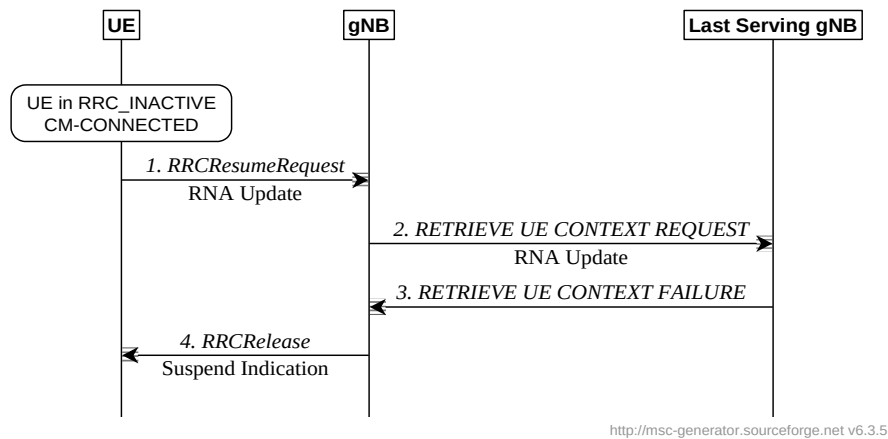 UE
gNB
Last Serving gNB
UE in RRC_INACTIVE
CM-CONNECTED
1. RRCResumeRequest
RNA Update
2. RETRIEVE UE CONTEXT REQUEST
RNA Update
3. RETRIEVE UE CONTEXT FAILURE
4. RRCRelease
Suspend Indication
http://msc-generator.sourceforge.net v6.3.5